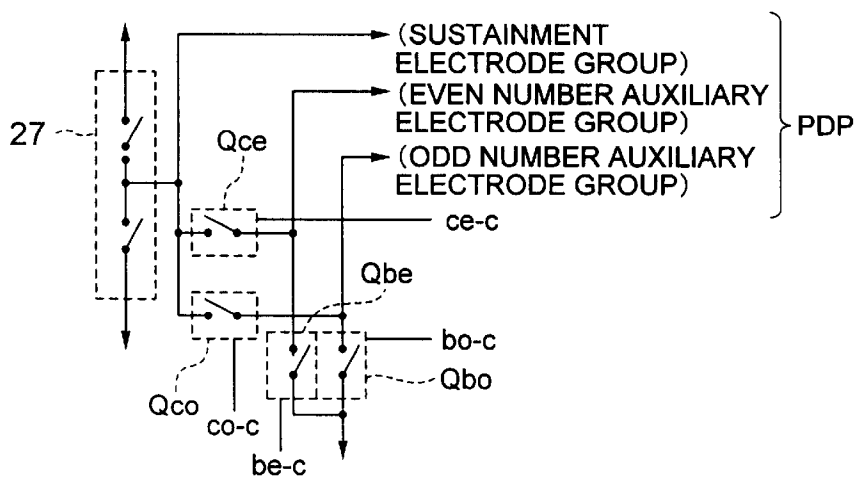 (SUSTAINMENT
ELECTRODE GROUP)
(EVEN NUMBER AUXILIARY
ELECTRODE GROUP)
(ODD NUMBER AUXILIARY
ELECTRODE GROUP)
PDP
27
Qce
ce-c
Qbe
bo-c
Qbo
Qco
co-c
be-c